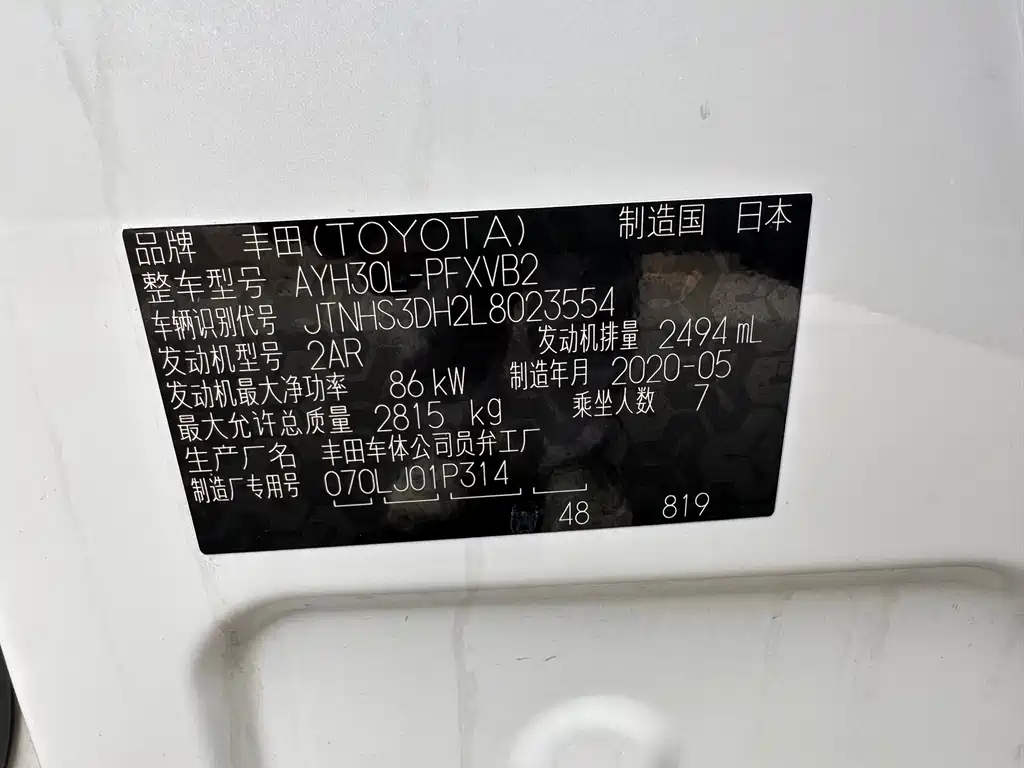 品牌 丰田(TOYOTA) 制造国 日本
整车型号 AYH30L-PFXVB2
车辆识别代号 JTNHS3DH2L8023554
发动机型号 2AR 发动机排量 2494 mL
发动机最大净功率 86 kW 制造年月 2020-05
最大允许总质量 2815 kg 乘坐人数 7
生产厂名 丰田车体公司员弁工厂
制造厂专用号 070LJ01P314
48 819